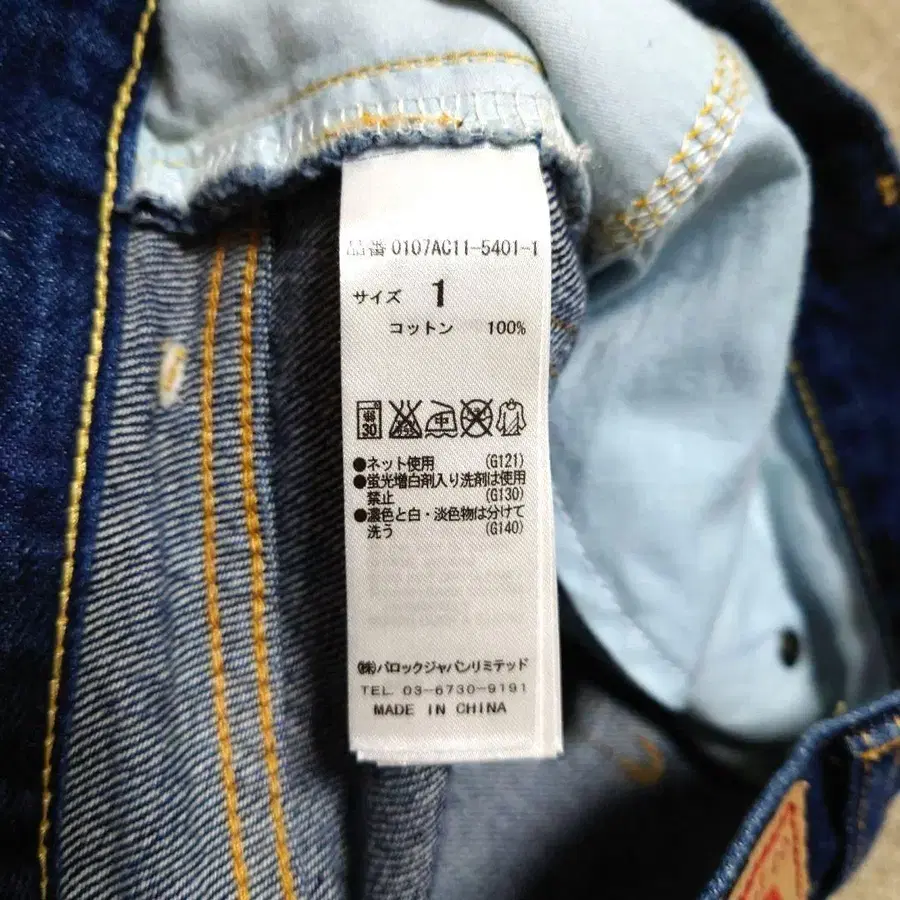 品番 0107AC11-5401-1
サイズ 1
コットン 100%
弱 30
中
●ネット使用 (G121)
●蛍光増白剤入り洗剤は使用
禁止 (G130)
●濃色と白・淡色物は分けて
洗う (G140)
㈱バロックジャパンリミテッド
TEL. 03-6730-9191
MADE IN CHINA